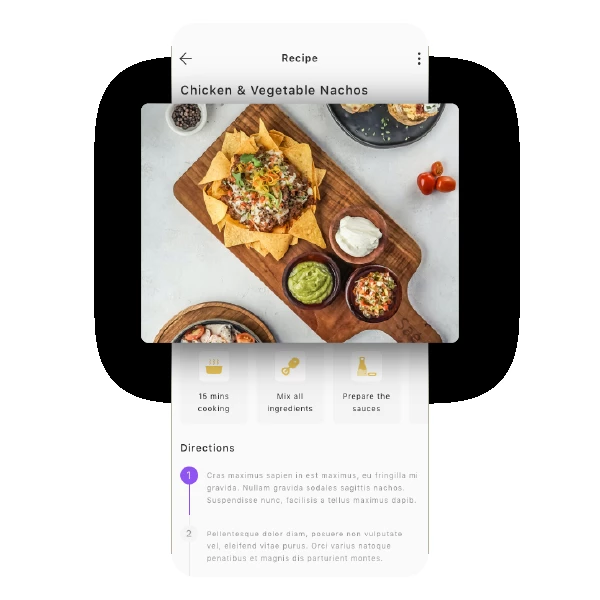 Recipe
Chicken & Vegetable Nachos
15 mins
cooking
Mix all
ingredients
Prepare the
sauces
Directions
1
Cras maximus sapien in est maximus, eu fringilla mi
gravida. Nullam gravida sodales sagittis nachos.
Suspendisse nunc, facilisis a tellus maximus dapib.
2
Pellentesque dolor diam, posuere non vulputate
vel, eleifend vitae purus. Orci varius natoque
penatibus et magnis dis parturient montes.